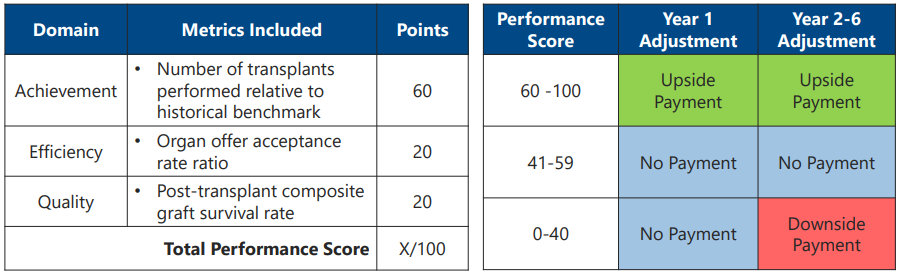 Domain Metrics Included Points
Achievement • Number of transplants performed relative to historical benchmark 60
Efficiency • Organ offer acceptance rate ratio 20
Quality • Post-transplant composite graft survival rate 20
Total Performance Score X/100
Performance Score Year 1 Adjustment Year 2-6 Adjustment
60 -100 Upside Payment Upside Payment
41-59 No Payment No Payment
0-40 No Payment Downside Payment